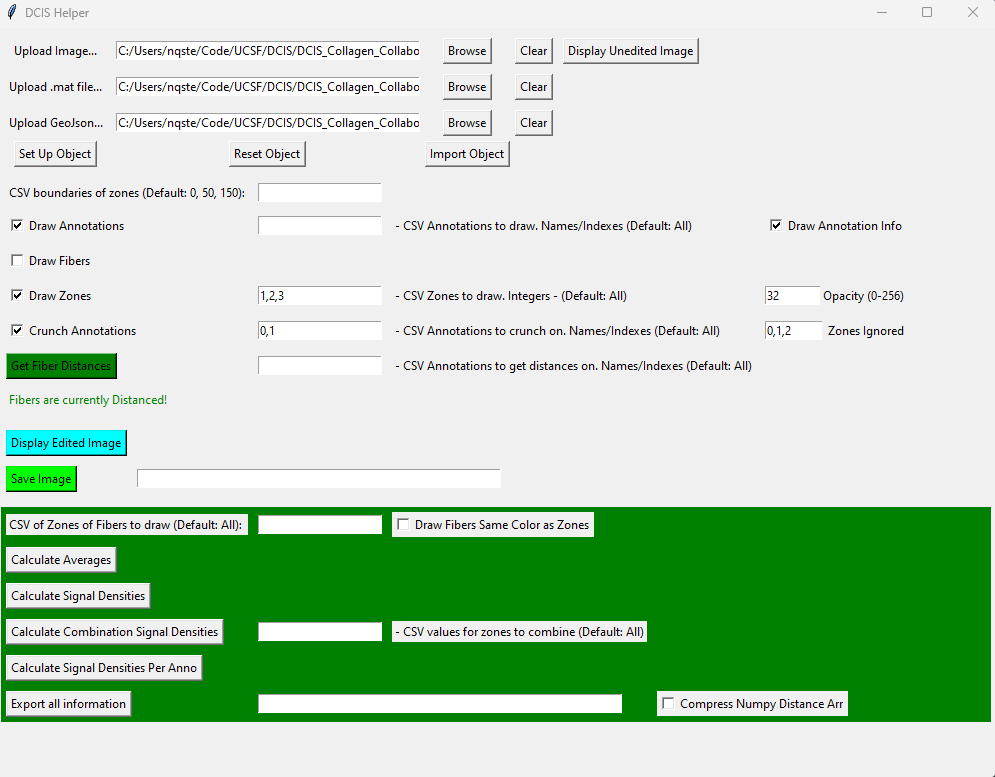 DCIS Helper
Upload Image... C:/Users/nqste/Code/UCSF/DCIS/DCIS_Collagen_Collabo Browse Clear Display Unedited Image
Upload .mat file... C:/Users/nqste/Code/UCSF/DCIS/DCIS_Collagen_Collabo Browse Clear
Upload GeoJson... C:/Users/nqste/Code/UCSF/DCIS/DCIS_Collagen_Collabo Browse Clear
Set Up Object Reset Object Import Object
CSV boundaries of zones (Default: 0, 50, 150):
Draw Annotations - CSV Annotations to draw. Names/Indexes (Default: All) Draw Annotation Info
Draw Fibers
Draw Zones 1,2,3 - CSV Zones to draw. Integers - (Default: All) 32 Opacity (0-256)
Crunch Annotations 0,1 - CSV Annotations to crunch on. Names/Indexes (Default: All) 0,1,2 Zones Ignored
Get Fiber Distances - CSV Annotations to get distances on. Names/Indexes (Default: All)
Fibers are currently Distanced!
Display Edited Image
Save Image
CSV of Zones of Fibers to draw (Default: All): Draw Fibers Same Color as Zones
Calculate Averages
Calculate Signal Densities
Calculate Combination Signal Densities - CSV values for zones to combine (Default: All)
Calculate Signal Densities Per Anno
Export all information Compress Numpy Distance Arr